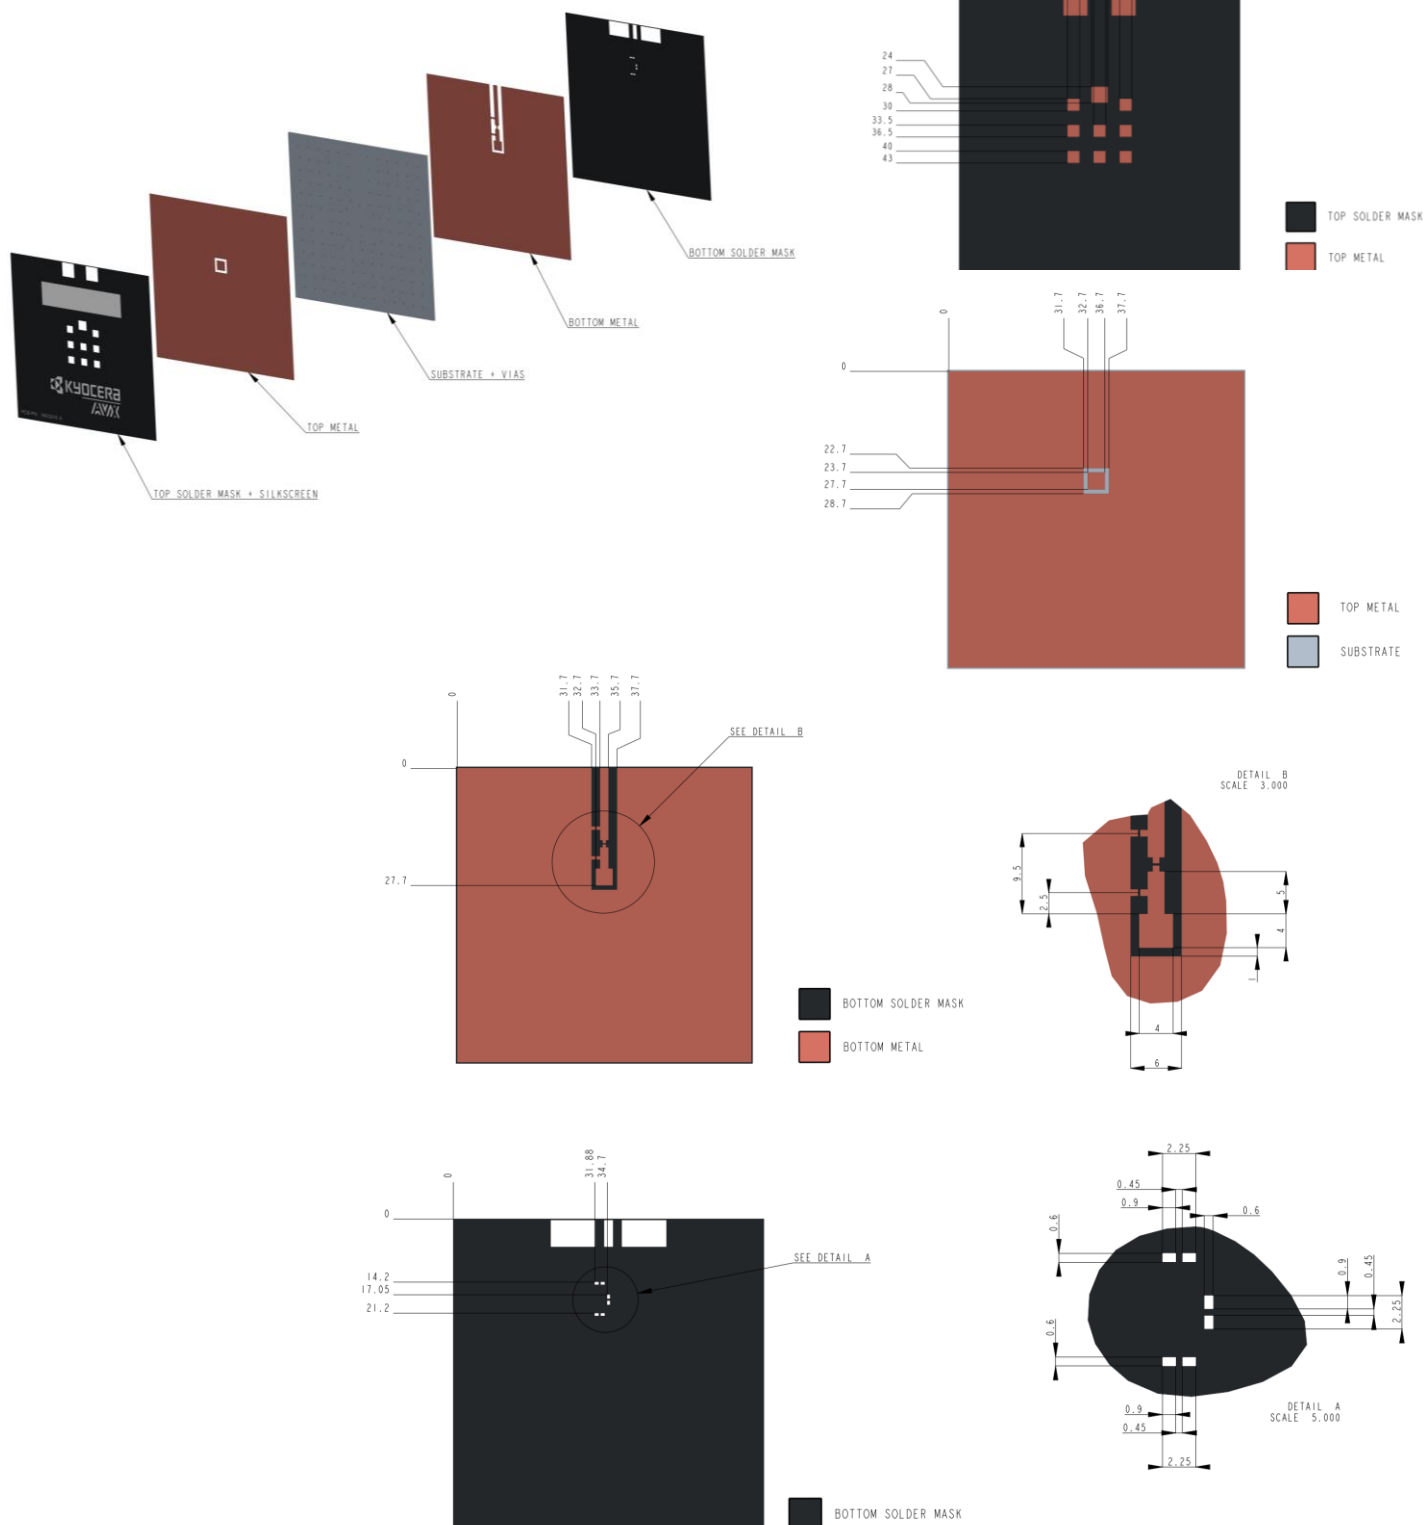 BOTTOM SOLDER MASK
BOTTOM METAL
SUBSTRATE + VIAS
TOP METAL
TOP SOLDER MASK + SILKSCREEN
KYOCERA
AVX
24
27
28
30
33.5
36.5
40
43
TOP SOLDER MASK
TOP METAL
0
31.7
32.7
36.7
37.7
0
22.7
23.7
27.7
28.7
TOP METAL
SUBSTRATE
0
31.7
32.7
33.7
35.7
37.7
SEE DETAIL B
0
27.7
BOTTOM SOLDER MASK
BOTTOM METAL
DETAIL B
SCALE 3.000
9.5
2.5
5
4
1
4
6
0
31.88
34.7
0
14.2
17.05
21.2
SEE DETAIL A
BOTTOM SOLDER MASK
2.25
0.45
0.9
0.6
0.6
0.9
0.45
2.25
0.6
0.9
0.45
2.25
DETAIL A
SCALE 5.000